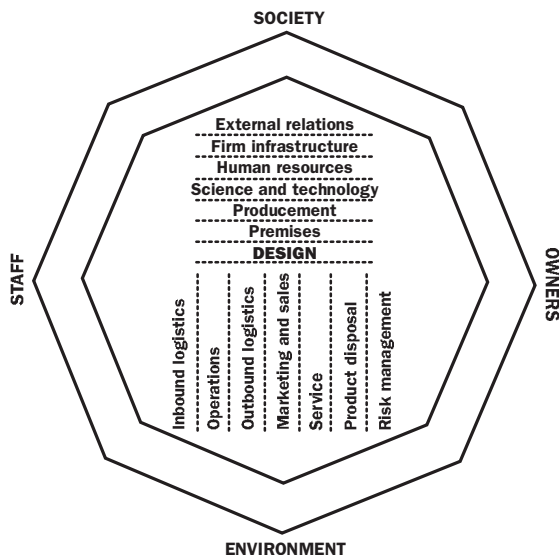 SOCIETY
External relations
Firm infrastructure
Human resources
Science and technology
Producement
Premises
DESIGN
STAFF
OWNERS
Inbound logistics
Operations
Outbound logistics
Marketing and sales
Service
Product disposal
Risk management
ENVIRONMENT